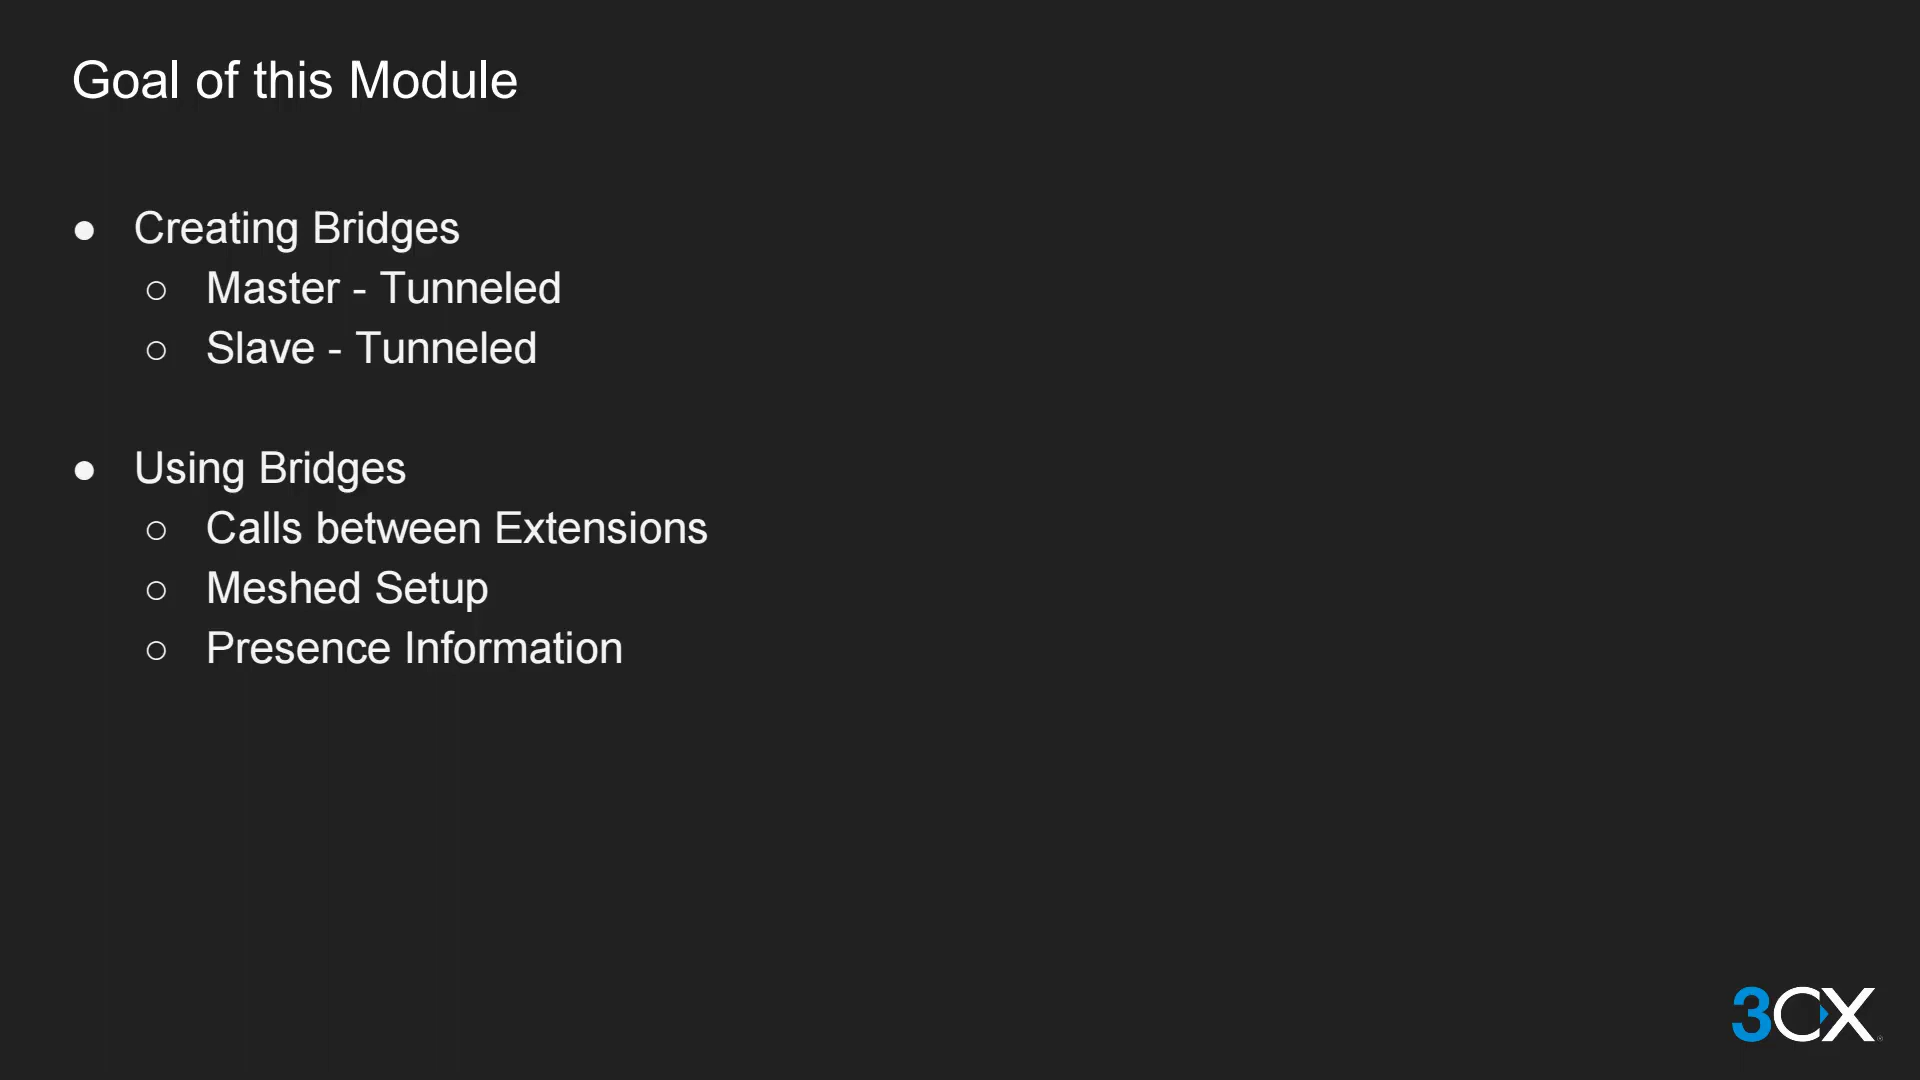 Goal of this Module
● Creating Bridges
○ Master - Tunneled
○ Slave - Tunneled
● Using Bridges
○ Calls between Extensions
○ Meshed Setup
○ Presence Information
3CX